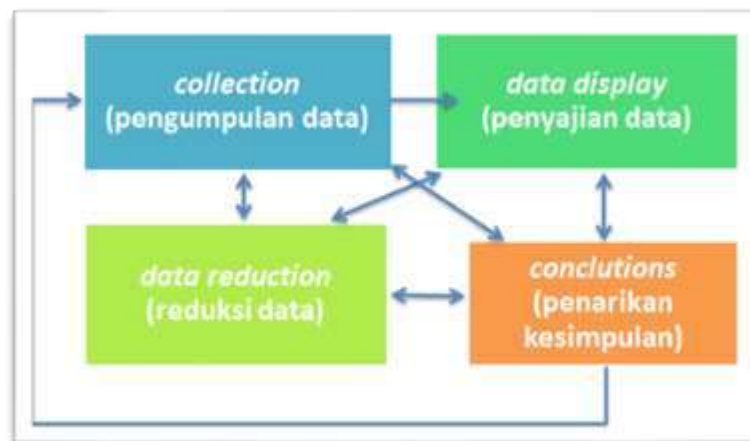 collection
(pengumpulan data)
data display
(penyajian data)
data reduction
(reduksi data)
conclutions
(penarikan
kesimpulan)